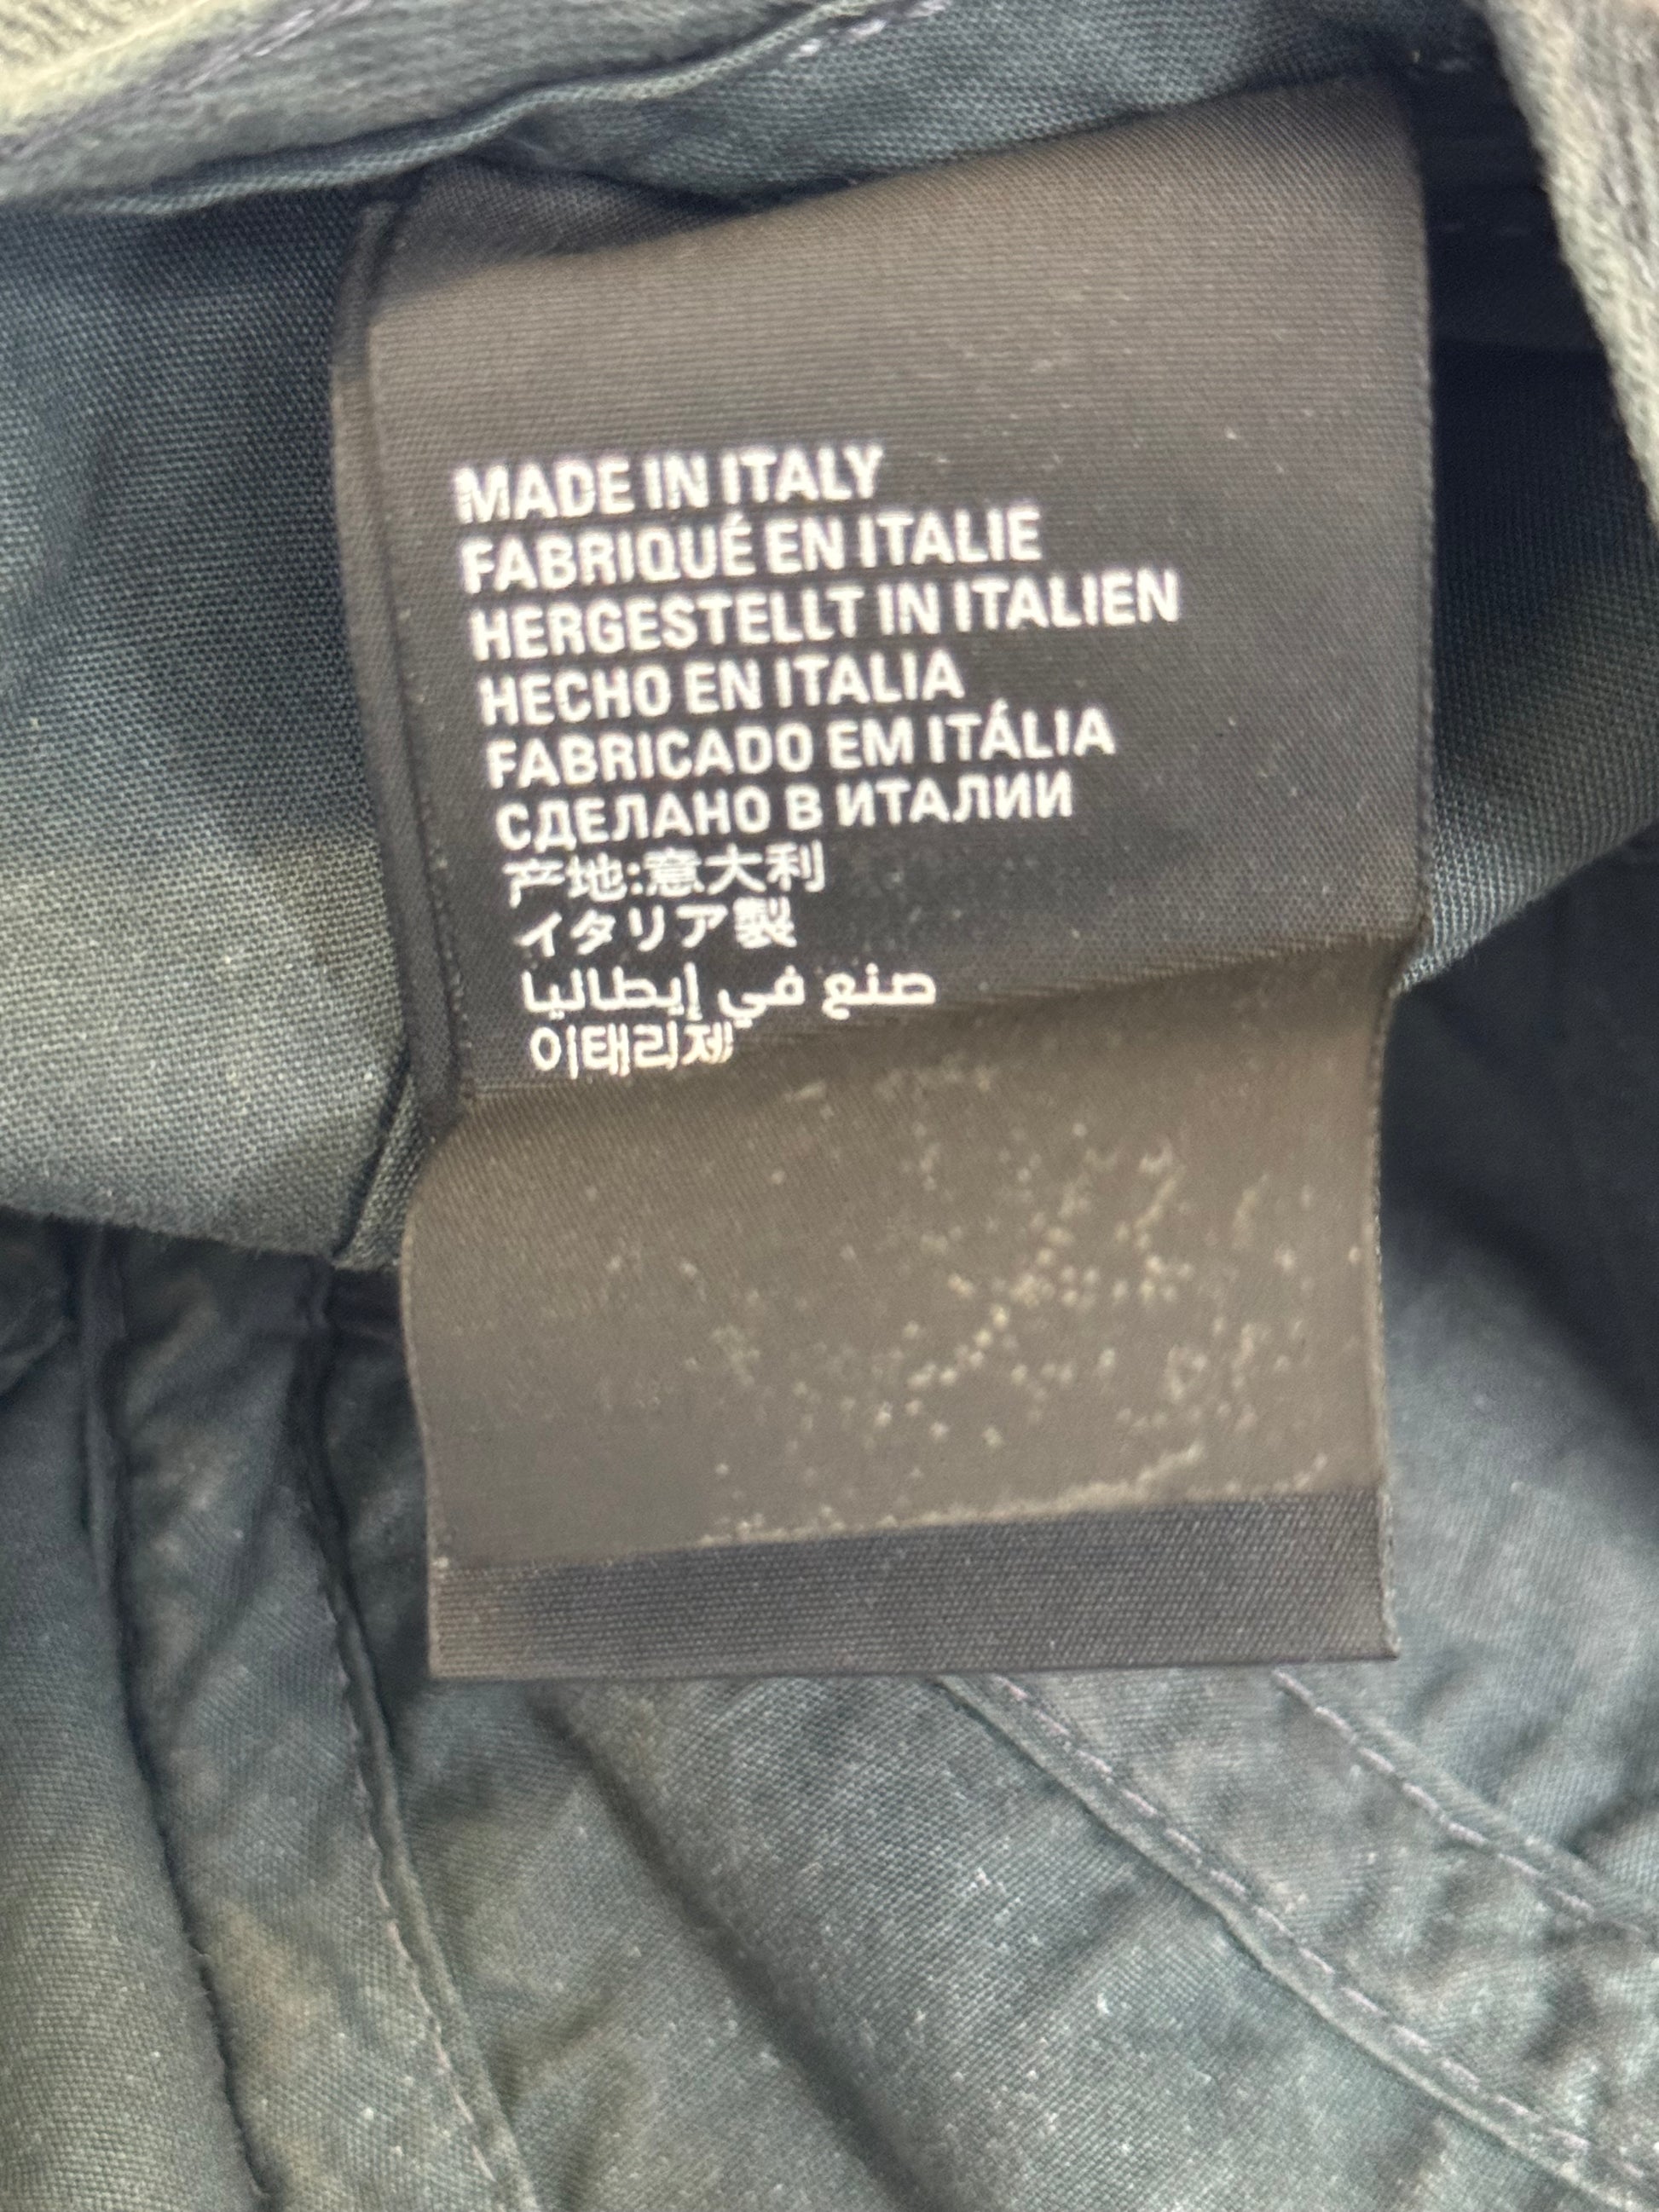 MADE IN ITALY
FABRIQUÉ EN ITALIE
HERGESTELLT IN ITALIEN
HECHO EN ITALIA
FABRICADO EM ITÁLIA
СДЕЛАНО В ИТАЛИИ
产地:意大利
イタリア製
صنع في إيطاليا
이태리제